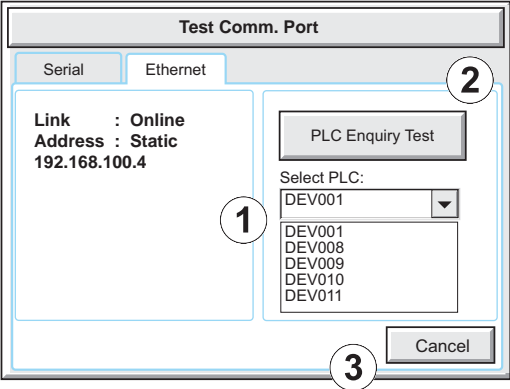 Test Comm. Port
Serial
Ethernet
2
Link : Online
Address : Static
192.168.100.4
PLC Enquiry Test
Select PLC:
DEV001
1
DEV001
DEV008
DEV009
DEV010
DEV011
Cancel
3